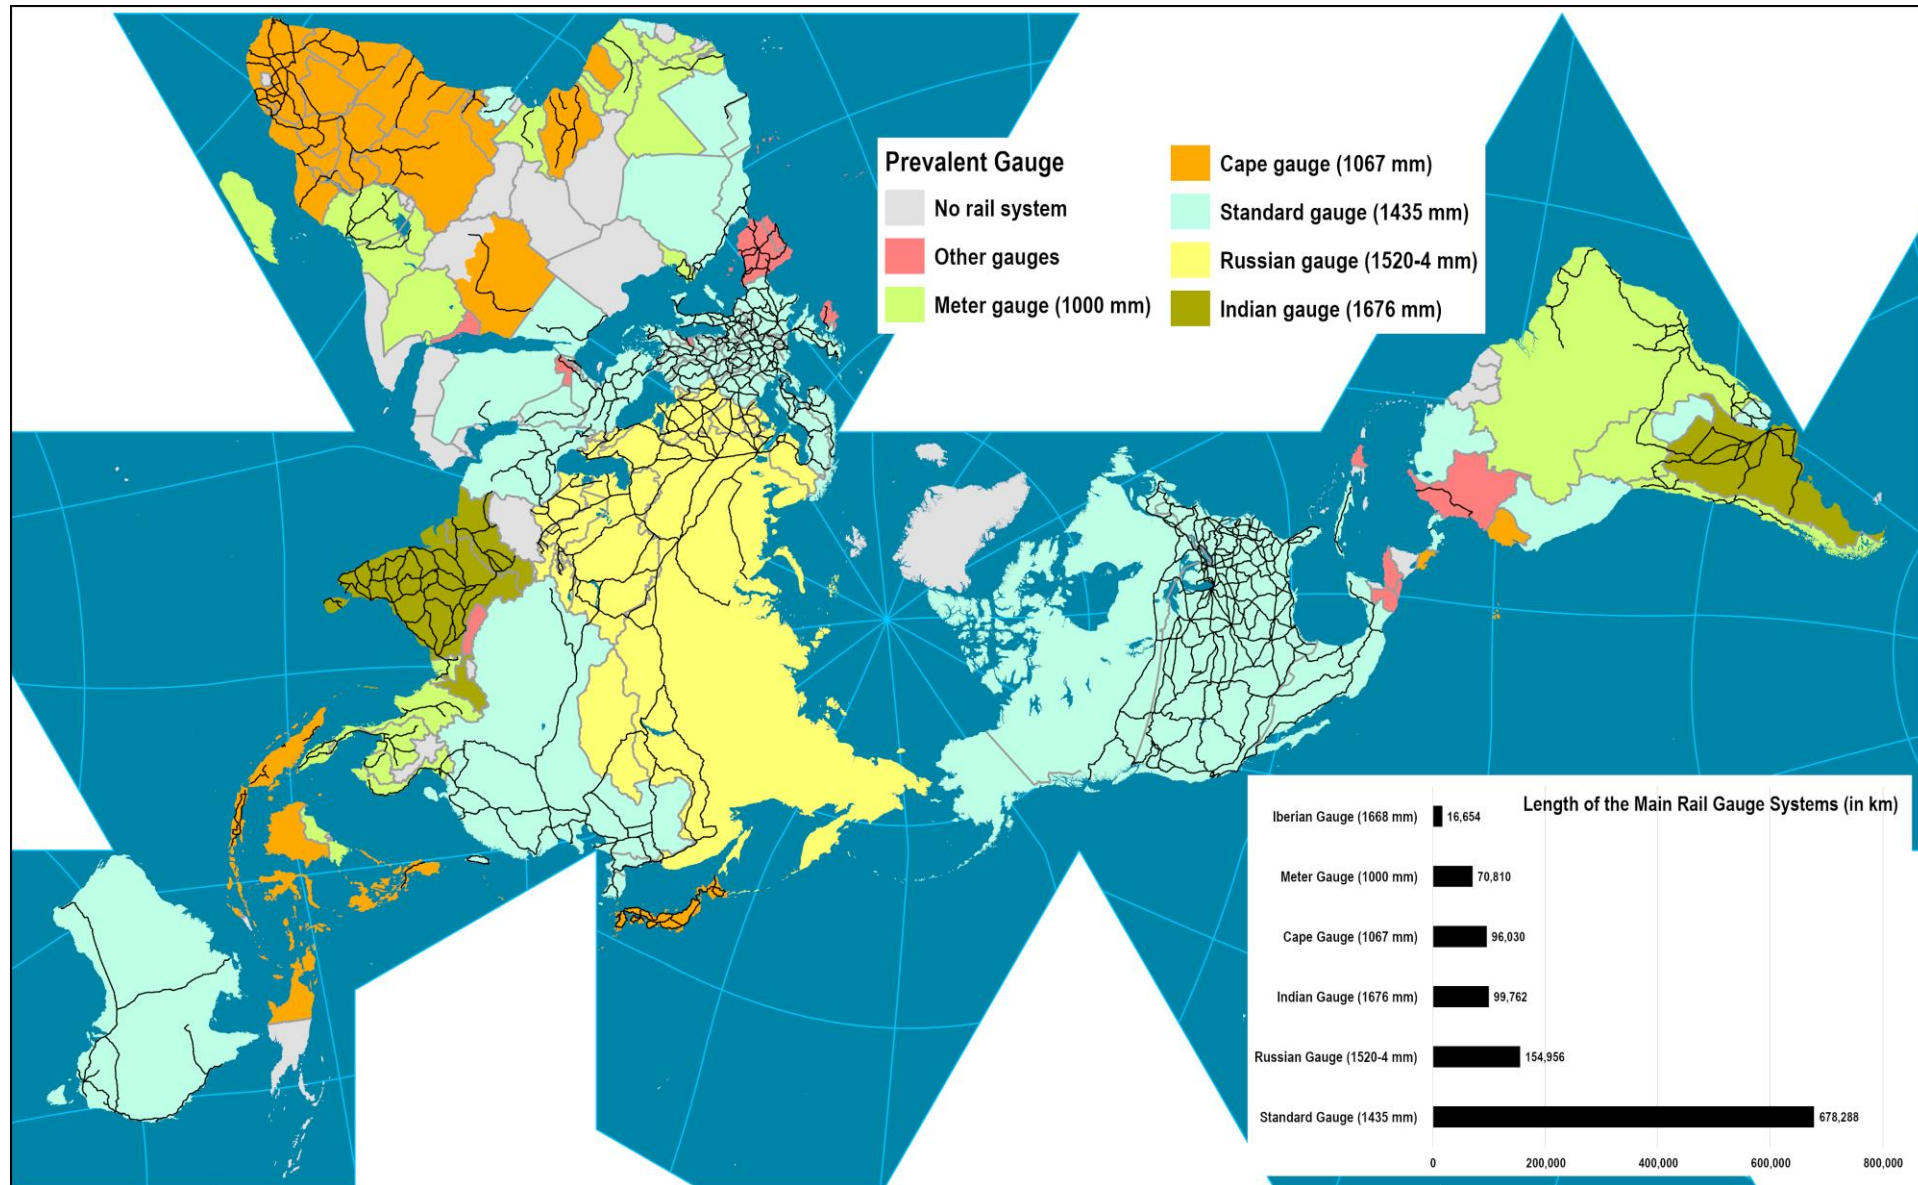 Prevalent Gauge
No rail system
Other gauges
Meter gauge (1000 mm)
Cape gauge (1067 mm)
Standard gauge (1435 mm)
Russian gauge (1520-4 mm)
Indian gauge (1676 mm)
Length of the Main Rail Gauge Systems (in km)
Iberian Gauge (1668 mm) 16,654
Meter Gauge (1000 mm) 70,810
Cape Gauge (1067 mm) 96,030
Indian Gauge (1676 mm) 99,762
Russian Gauge (1520-4 mm) 154,956
Standard Gauge (1435 mm) 678,288
0 200,000 400,000 600,000 800,000